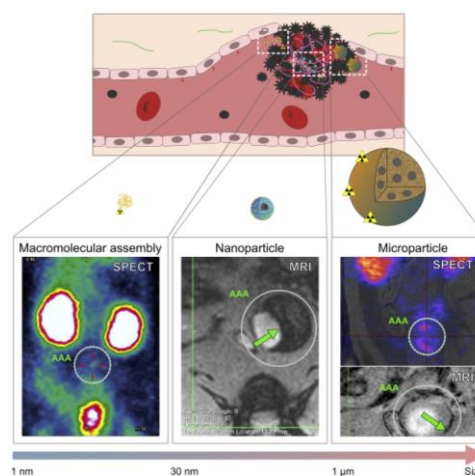 Macromolecular assembly
Nanoparticle
Microparticle
SPECT
MRI
SPECT
AAA
AAA
AAA
MRI
AAA
1 nm
30 nm
1 µm